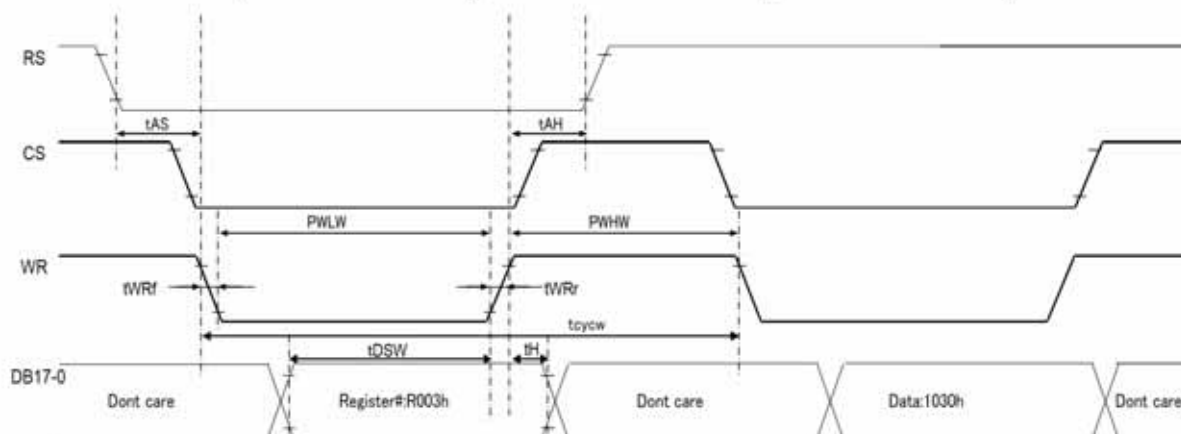 RS
tAS
tAH
CS
PWLW
PWHW
WR
tWRf
tWRr
tcycw
tDSW
tH
DB17-0
Dont care
Register#:R003h
Dont care
Data:1030h
Dont care